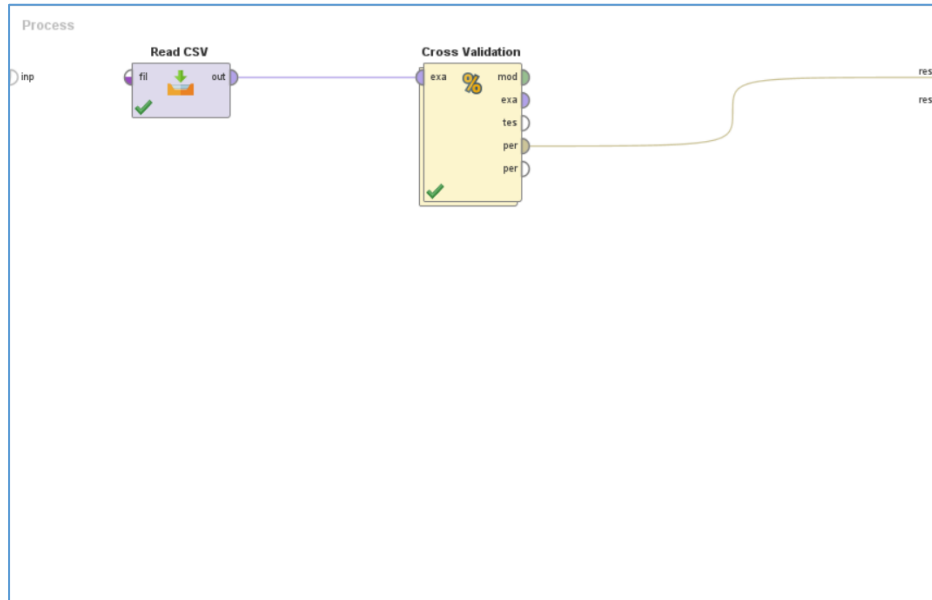 Process
Read CSV
Cross Validation
inp
fil
out
exa
mod
exa
tes
per
per
res
res